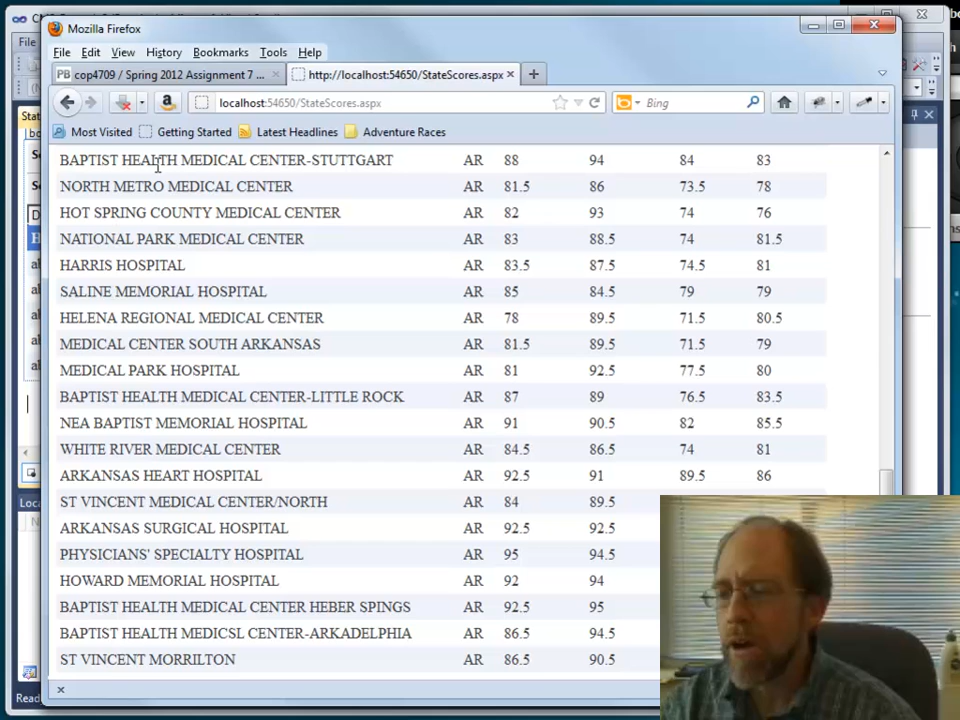 Mozilla Firefox
File Edit View History Bookmarks Tools Help
PB cop4709 / Spring 2012 Assignment 7 ... http://localhost:54650/StateScores.aspx
localhost:54650/StateScores.aspx Bing
Most Visited Getting Started Latest Headlines Adventure Races
BAPTIST HEALTH MEDICAL CENTER-STUTTGART AR 88 94 84 83
NORTH METRO MEDICAL CENTER AR 81.5 86 73.5 78
HOT SPRING COUNTY MEDICAL CENTER AR 82 93 74 76
NATIONAL PARK MEDICAL CENTER AR 83 88.5 74 81.5
HARRIS HOSPITAL AR 83.5 87.5 74.5 81
SALINE MEMORIAL HOSPITAL AR 85 84.5 79 79
HELENA REGIONAL MEDICAL CENTER AR 78 89.5 71.5 80.5
MEDICAL CENTER SOUTH ARKANSAS AR 81.5 89.5 71.5 79
MEDICAL PARK HOSPITAL AR 81 92.5 77.5 80
BAPTIST HEALTH MEDICAL CENTER-LITTLE ROCK AR 87 89 76.5 83.5
NEA BAPTIST MEMORIAL HOSPITAL AR 91 90.5 82 85.5
WHITE RIVER MEDICAL CENTER AR 84.5 86.5 74 81
ARKANSAS HEART HOSPITAL AR 92.5 91 89.5 86
ST VINCENT MEDICAL CENTER/NORTH AR 84 89.5
ARKANSAS SURGICAL HOSPITAL AR 92.5 92.5
PHYSICIANS' SPECIALTY HOSPITAL AR 95 94.5
HOWARD MEMORIAL HOSPITAL AR 92 94
BAPTIST HEALTH MEDICAL CENTER HEBER SPINGS AR 92.5 95
BAPTIST HEALTH MEDICSL CENTER-ARKADELPHIA AR 86.5 94.5
ST VINCENT MORRILTON AR 86.5 90.5
File
Stat
Loca
Read